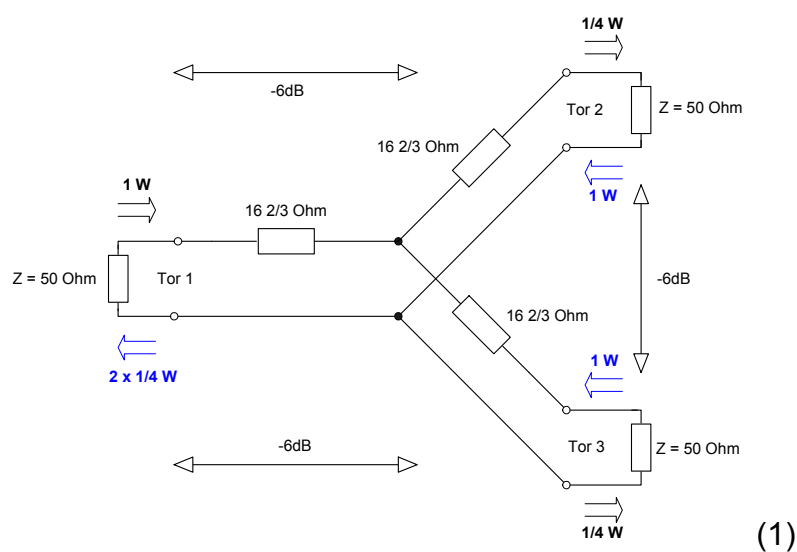 1/4 W
-6dB
Tor 2
Z = 50 Ohm
16 2/3 Ohm
1 W
1 W
16 2/3 Ohm
Z = 50 Ohm
Tor 1
-6dB
16 2/3 Ohm
2 x 1/4 W
1 W
-6dB
Tor 3
Z = 50 Ohm
1/4 W
(1)